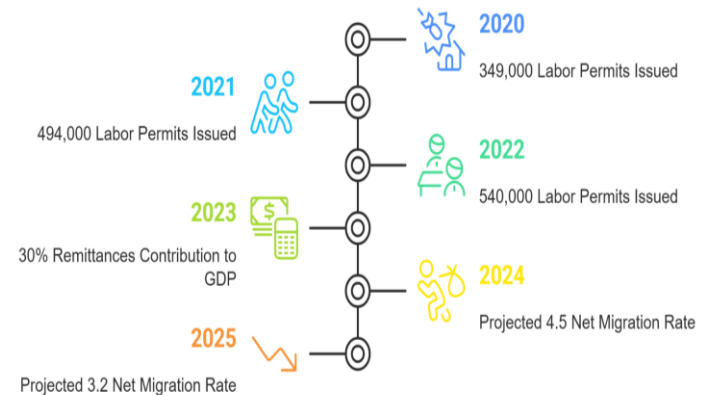 2020
349,000 Labor Permits Issued
2021
494,000 Labor Permits Issued
2022
540,000 Labor Permits Issued
2023
30% Remittances Contribution to
GDP
2024
Projected 4.5 Net Migration Rate
2025
Projected 3.2 Net Migration Rate